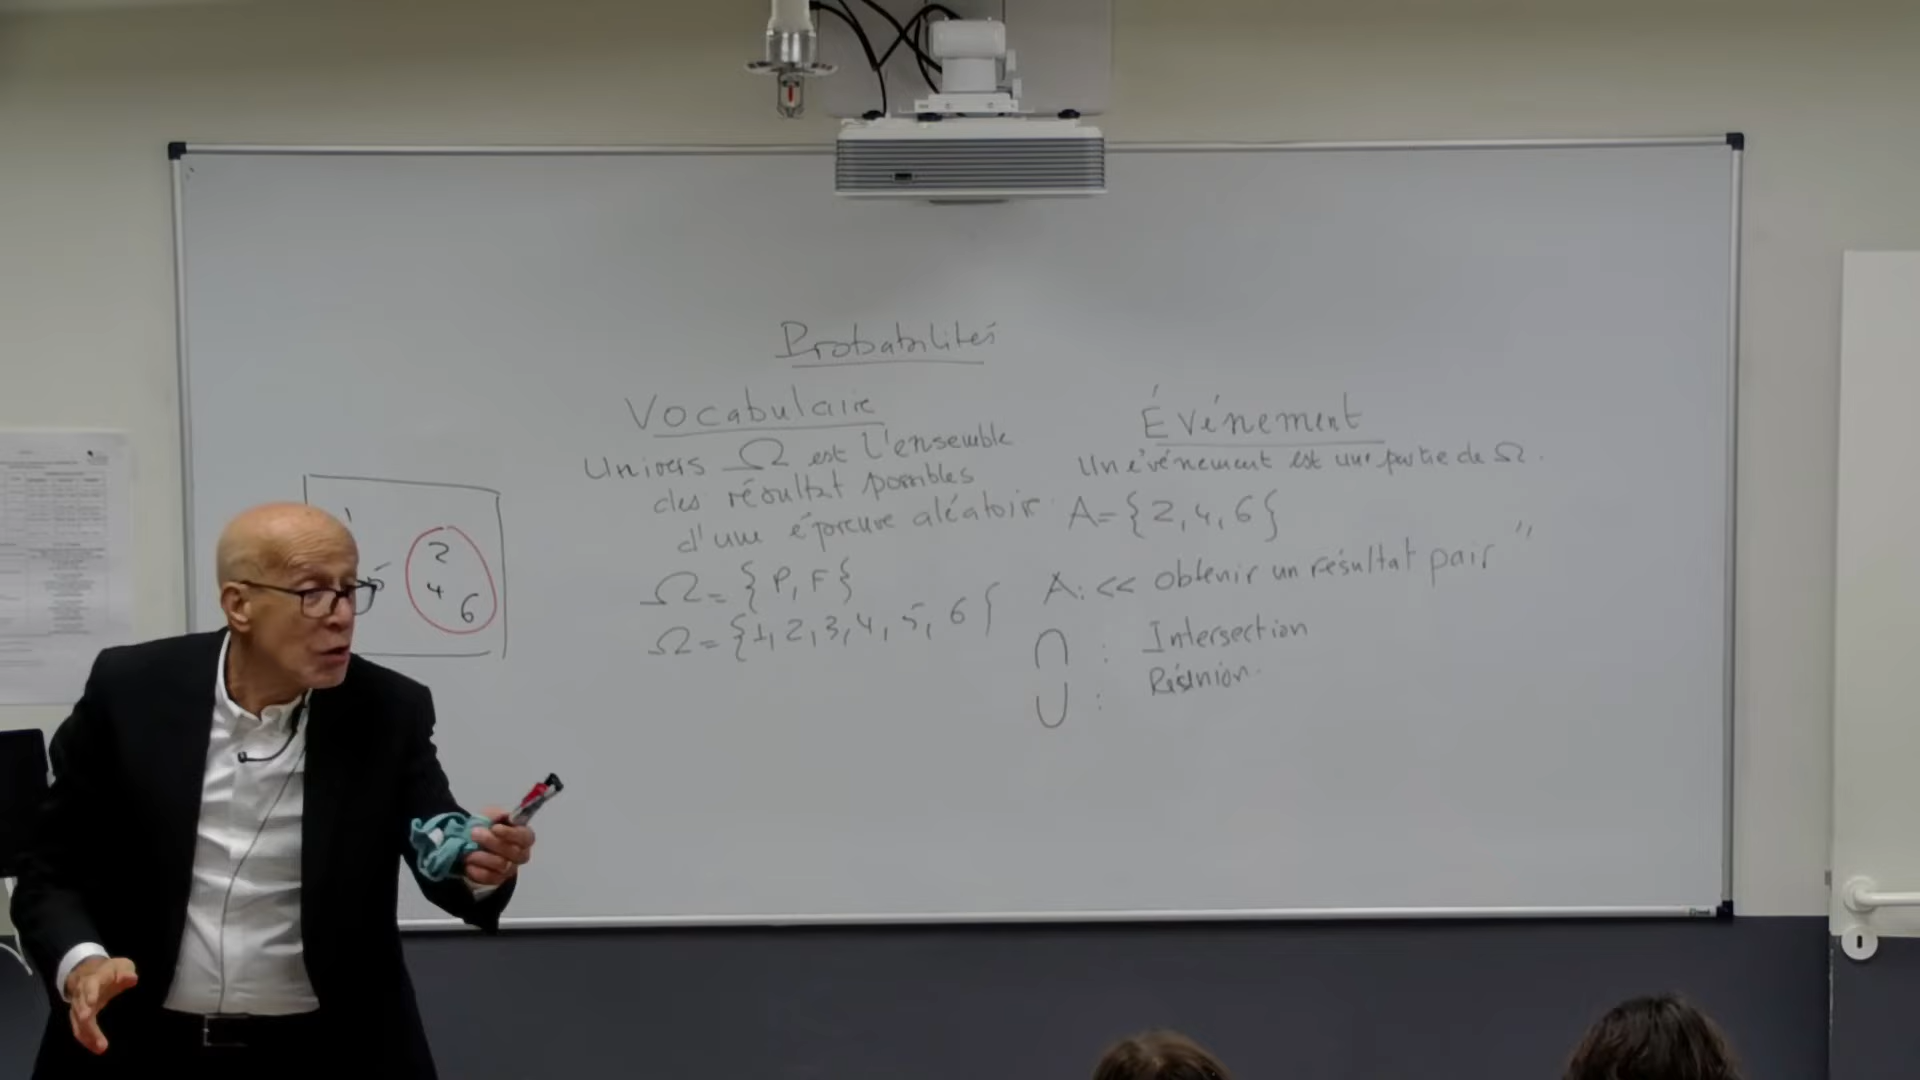 Probabilités
Vocabulaire
Univers Ω est l'ensemble
des résultat possibles
d'une épreuve aléatoire
Ω = {P, F}
Ω = {1, 2, 3, 4, 5, 6}
Événement
Un événement est une partie de Ω.
A = {2, 4, 6}
A : << obtenir un résultat pair "
∩ : Intersection
∪ : Réunion
1
5
2
4
6